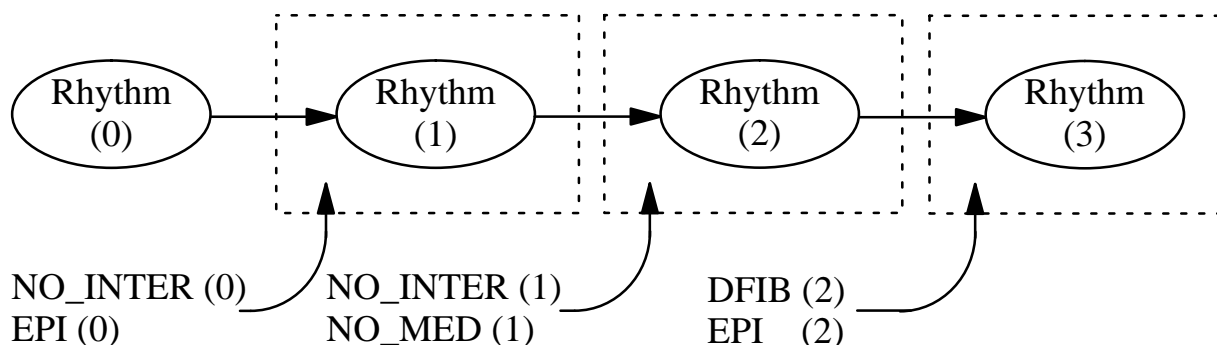 Rhythm
(0)
Rhythm
(1)
Rhythm
(2)
Rhythm
(3)
NO_INTER (0)
EPI (0)
NO_INTER (1)
NO_MED (1)
DFIB (2)
EPI (2)